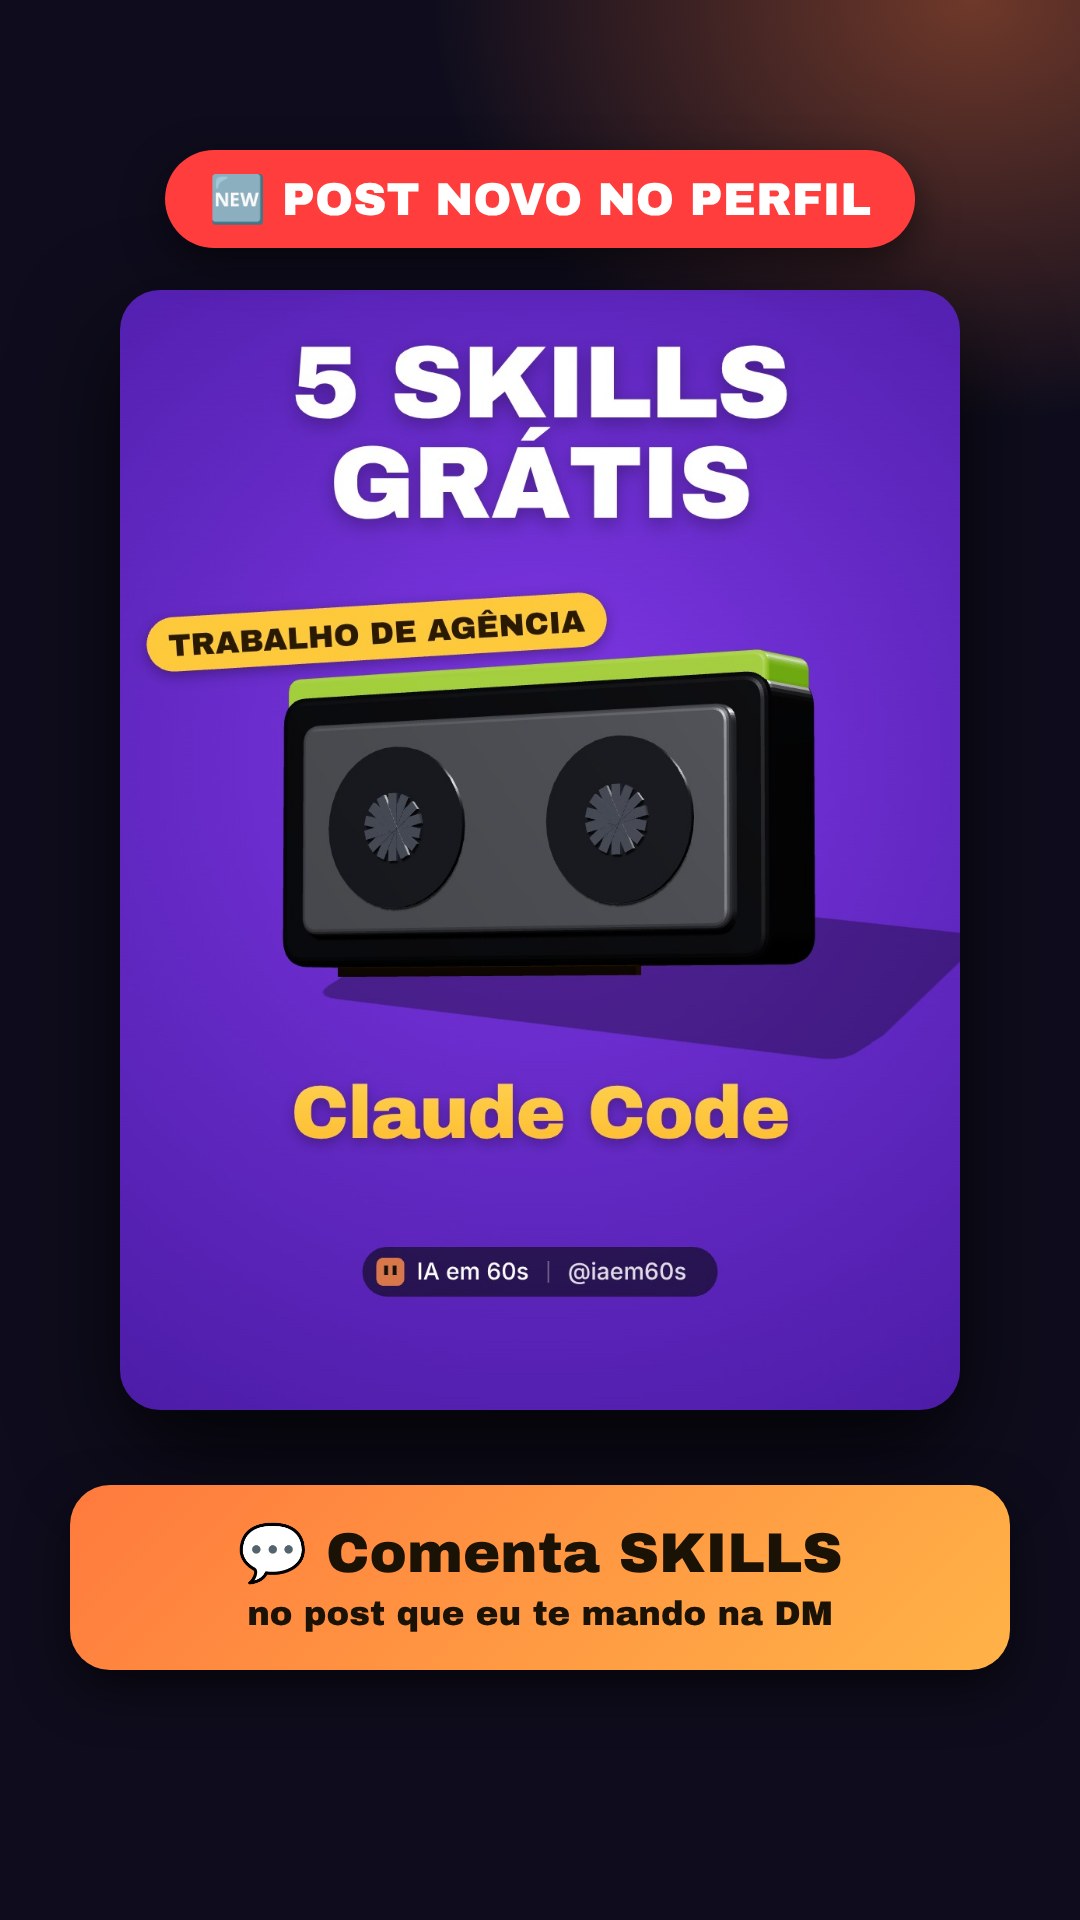 🆕 POST NOVO NO PERFIL
5 SKILLS
GRÁTIS
TRABALHO DE AGÊNCIA
Claude Code
IA em 60s | @iaem60s
💬 Comenta SKILLS
no post que eu te mando na DM